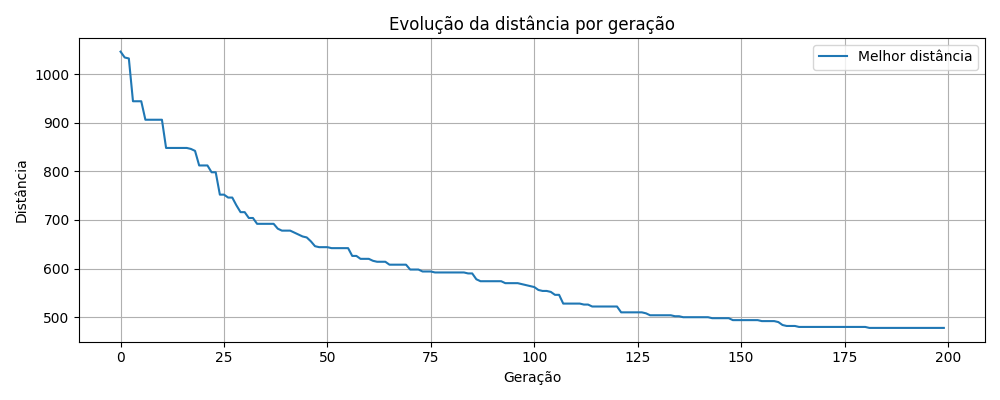 Evolução da distância por geração
Melhor distância
Distância
1000
900
800
700
600
500
0 25 50 75 100 125 150 175 200
Geração